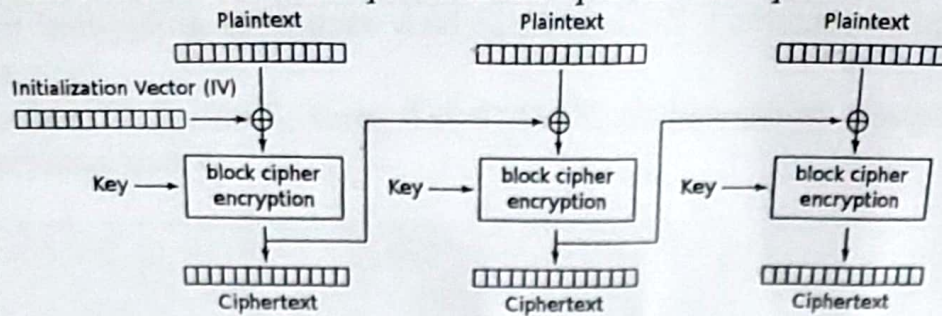 Plaintext Plaintext Plaintext
Initialization Vector (IV)
Key block cipher encryption Key block cipher encryption Key block cipher encryption
Ciphertext Ciphertext Ciphertext